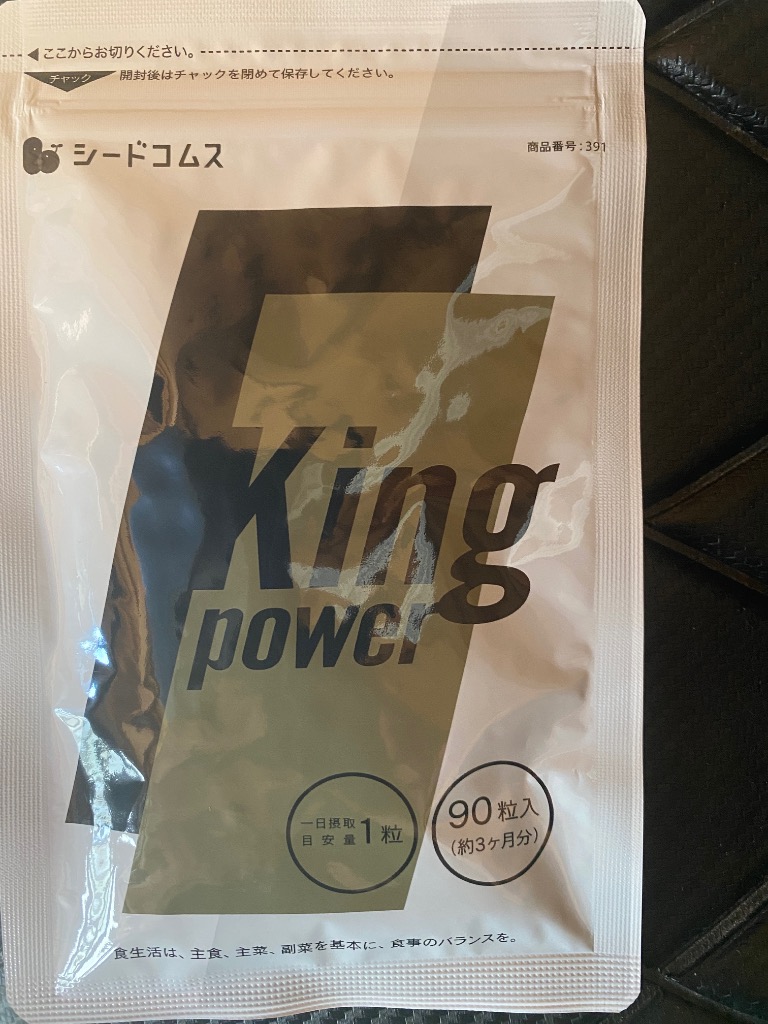 ここからお切りください。
チャック
開封後はチャックを閉めて保存してください。
シードコムス
商品番号:391
King
power
一日摂取
目安量
1粒
90粒入
(約3ヶ月分)
食生活は、主食、主菜、副菜を基本に、食事のバランスを。